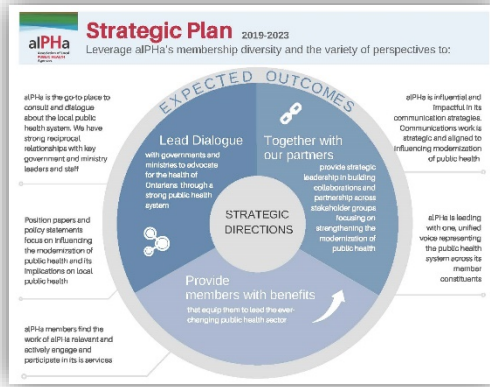 alPHa
Association of Local
PUBLIC HEALTH
Agencies
Strategic Plan 2019-2023
Leverage alPHa's membership diversity and the variety of perspectives to:
EXPECTED OUTCOMES
alPHa is the go-to place to
consult and dialogue
about the local public
health system. We have
strong reciprocal
relationships with key
government and ministry
leaders and staff
Position papers and
policy statements
focus on influencing
the modernization of
public health and its
implications on local
public health
alPHa members find the
work of alPHa is relevant and
actively engage and
participate in its services
Lead Dialogue
with governments and
ministries to advocate
for the health of
Ontarians through a
strong public health
system
Together with
our partners
provide strategic
leadership in building
collaborations and
partnership across
stakeholder groups
focusing on
strengthening the
modernization of
public health
STRATEGIC
DIRECTIONS
Provide
members with benefits
that equip them to lead the ever-
changing public health sector
alPHa is influential and
impactful in its
communication strategies.
Communications work is
strategic and aligned to
influencing modernization
of public health
alPHa is leading
with one, unified
voice representing
the public health
system across its
member
constituents